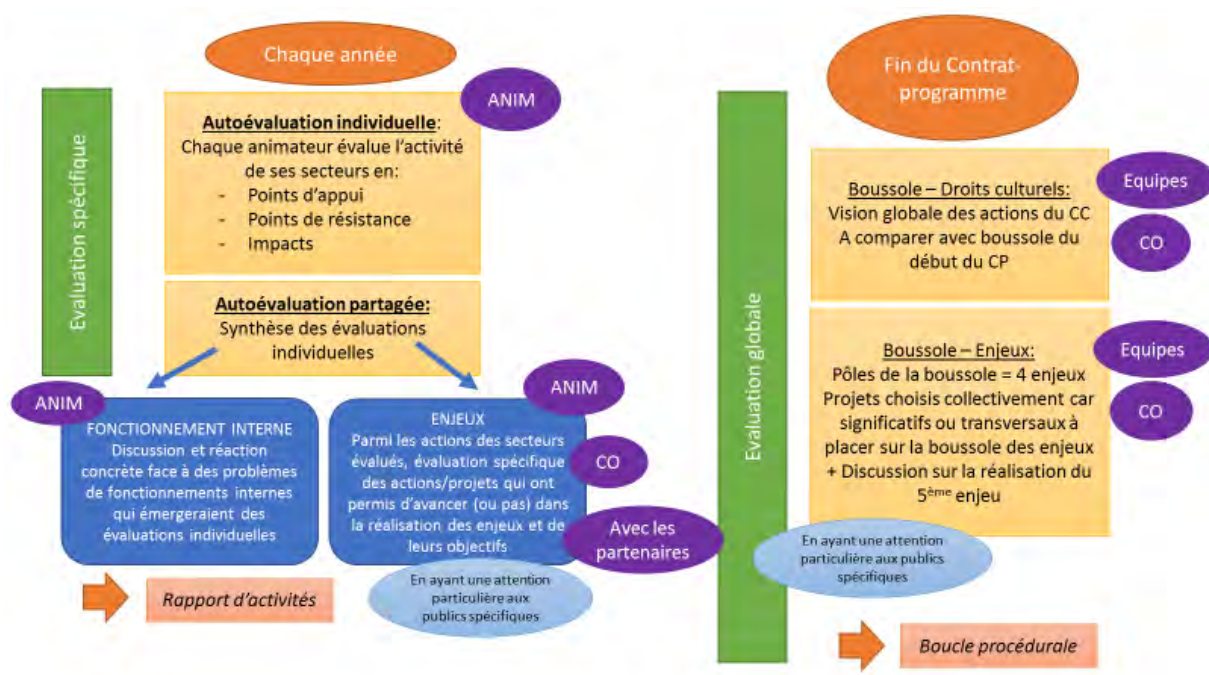 Chaque année
Evaluation spécifique
ANIM
Autoévaluation individuelle:
Chaque animateur évalue l'activité
de ses secteurs en:
- Points d'appui
- Points de résistance
- Impacts
Autoévaluation partagée:
Synthèse des évaluations
individuelles
ANIM
FONCTIONNEMENT INTERNE
Discussion et réaction
concrète face à des problèmes
de fonctionnements internes
qui émergeraient des
évaluations individuelles
ANIM
ENJEUX
Parmi les actions des secteurs
évalués, évaluation spécifique
des actions/projets qui ont
permis d'avancer (ou pas) dans
la réalisation des enjeux et de
leurs objectifs
CO
Avec les
partenaires
En ayant une attention
particulière aux
publics spécifiques
Rapport d'activités
Fin du Contrat-
programme
Evaluation globale
Boussole – Droits culturels:
Vision globale des actions du CC
A comparer avec boussole du
début du CP
Equipes
CO
Boussole – Enjeux:
Pôles de la boussole = 4 enjeux
Projets choisis collectivement car
significatifs ou transversaux à
placer sur la boussole des enjeux
+ Discussion sur la réalisation du
5ème enjeu
Equipes
CO
En ayant une attention
particulière aux publics
spécifiques
Boucle procédurale